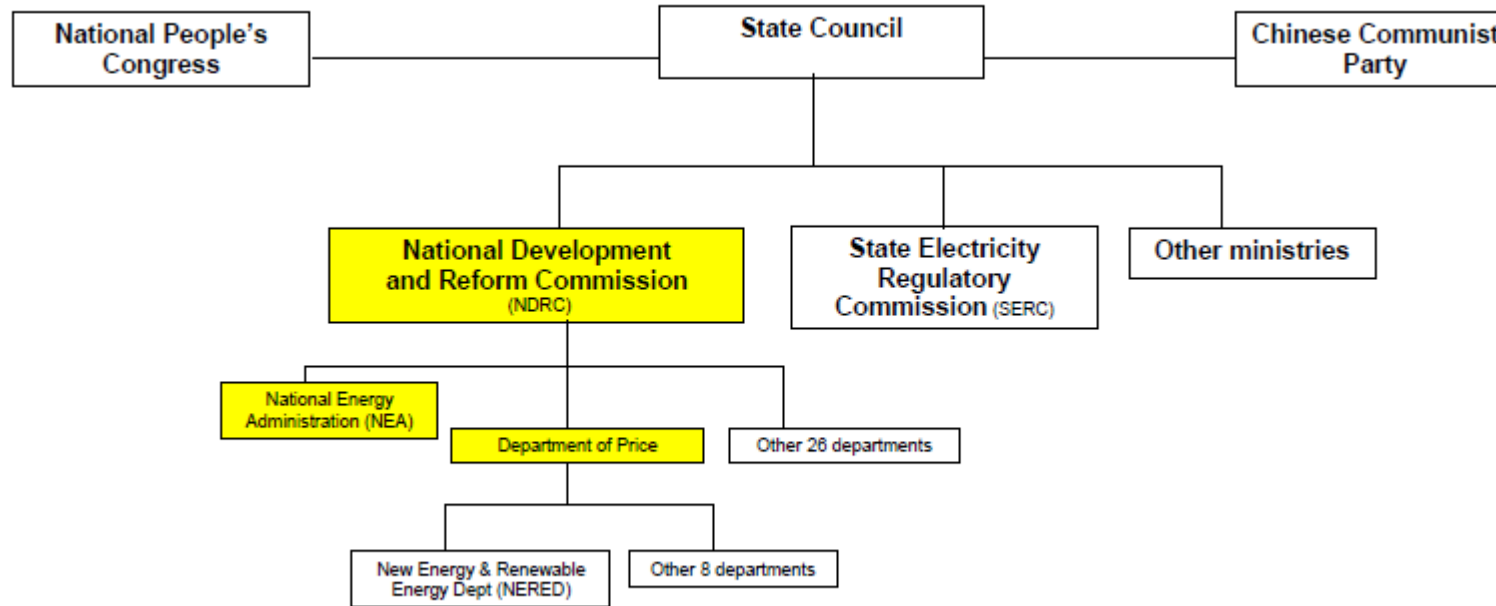 National People's
Congress
State Council
Chinese Communist
Party
National Development
and Reform Commission
(NDRC)
State Electricity
Regulatory
Commission (SERC)
Other ministries
National Energy
Administration (NEA)
Department of Price
Other 26 departments
New Energy & Renewable
Energy Dept (NERED)
Other 8 departments